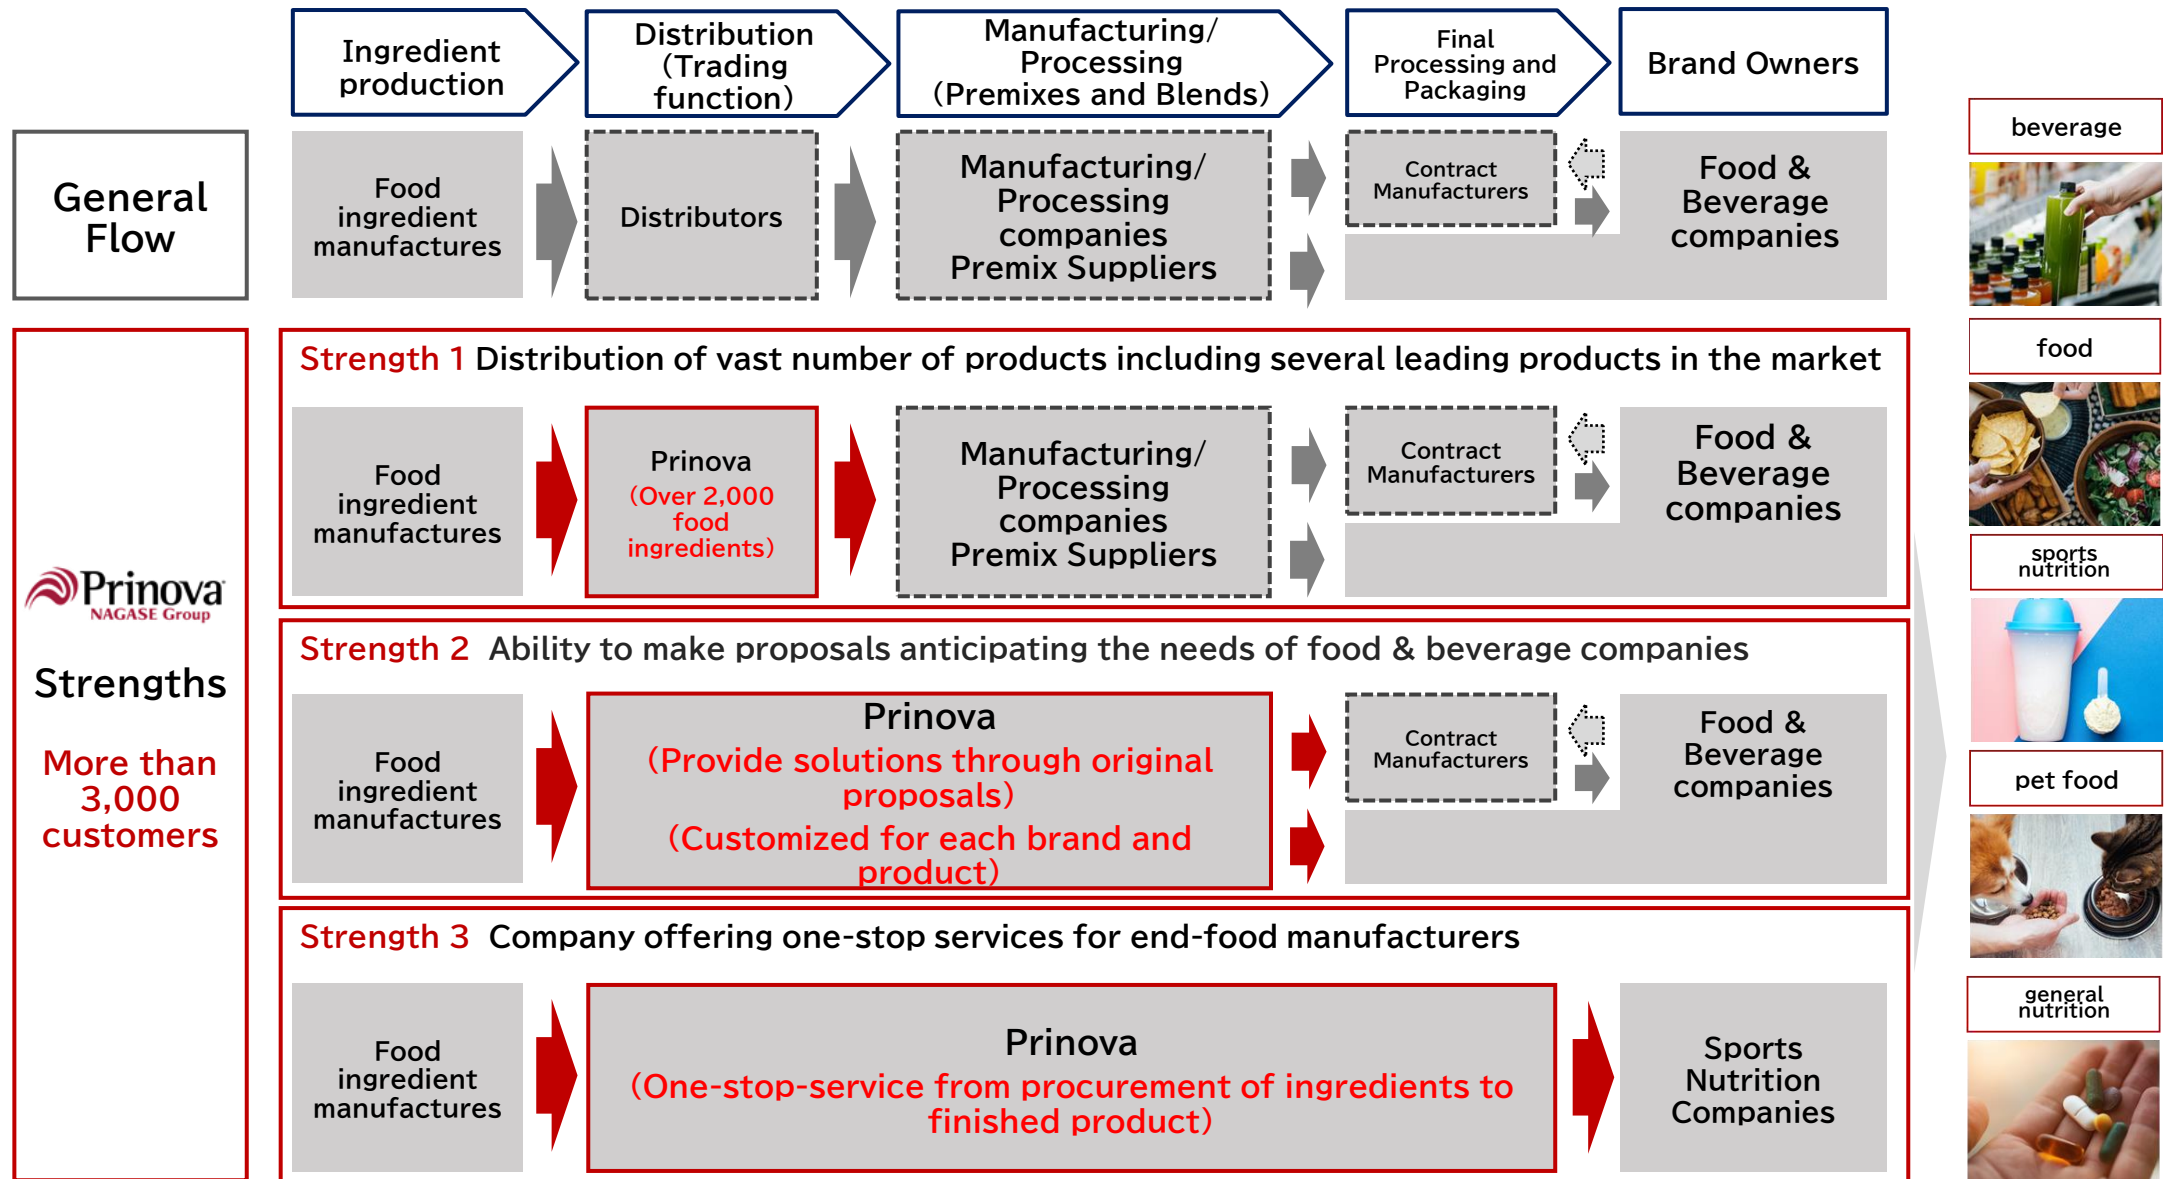 Ingredient
production
Distribution
(Trading
function)
Manufacturing/
Processing
(Premixes and Blends)
Final
Processing and
Packaging
Brand Owners
General
Flow
Food
ingredient
manufactures
Distributors
Manufacturing/
Processing
companies
Premix Suppliers
Contract
Manufacturers
Food &
Beverage
companies
Prinova
NAGASE Group
Strengths
More than
3,000
customers
Strength 1 Distribution of vast number of products including several leading products in the market
Food
ingredient
manufactures
Prinova
(Over 2,000
food
ingredients)
Manufacturing/
Processing
companies
Premix Suppliers
Contract
Manufacturers
Food &
Beverage
companies
Strength 2 Ability to make proposals anticipating the needs of food & beverage companies
Food
ingredient
manufactures
Prinova
(Provide solutions through original
proposals)
(Customized for each brand and
product)
Contract
Manufacturers
Food &
Beverage
companies
Strength 3 Company offering one-stop services for end-food manufacturers
Food
ingredient
manufactures
Prinova
(One-stop-service from procurement of ingredients to
finished product)
Sports
Nutrition
Companies
beverage
food
sports
nutrition
pet food
general
nutrition